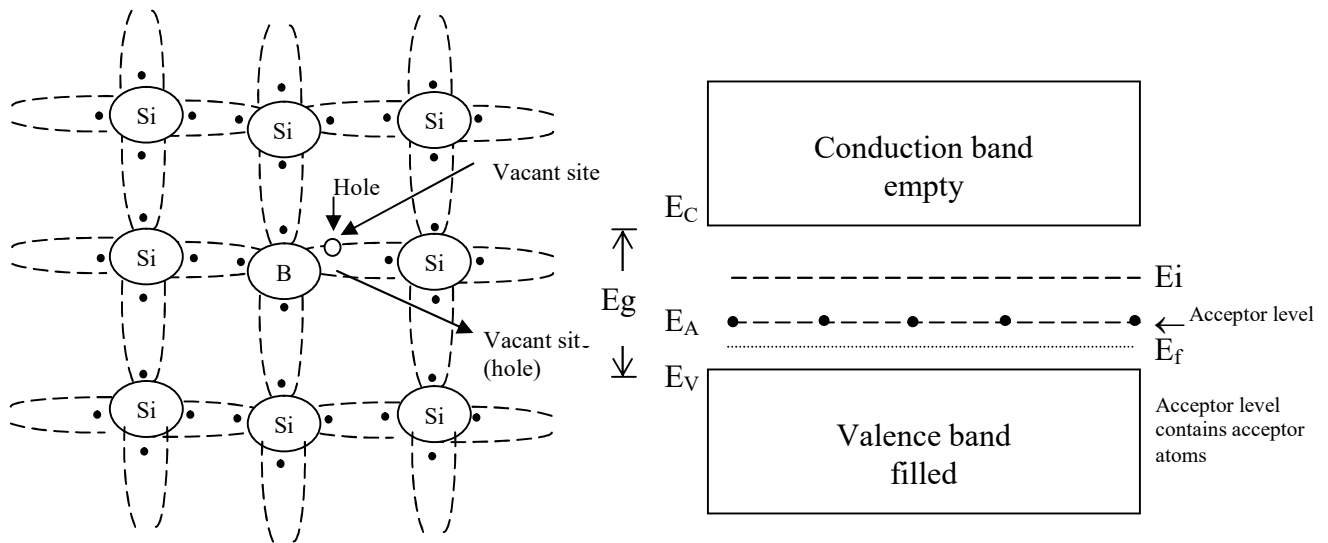 Si
Si
Si
Hole
Vacant site
Si
B
Si
Vacant sit
(hole)
Si
Si
Si
Conduction band
empty
E_C
Eg
Ei
E_A
Acceptor level
E_f
E_V
Valence band
filled
Acceptor level
contains acceptor
atoms